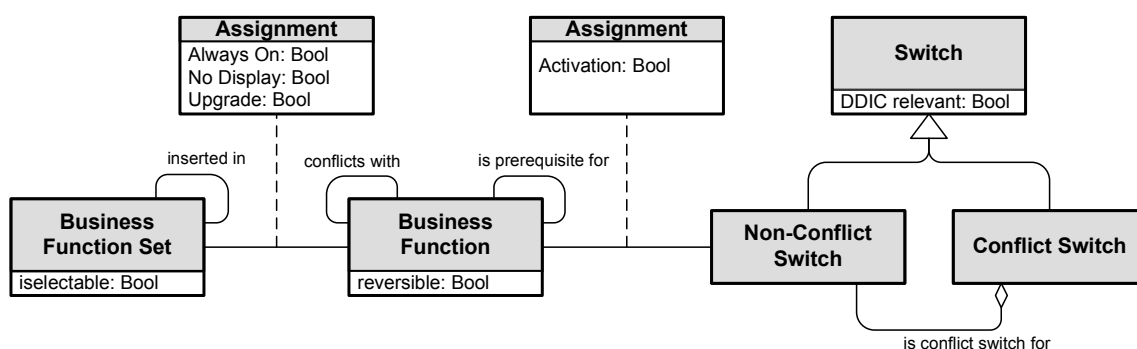 Assignment
Always On: Bool
No Display: Bool
Upgrade: Bool
Assignment
Activation: Bool
Switch
DDIC relevant: Bool
inserted in
conflicts with
is prerequisite for
Business
Function Set
iselectable: Bool
Business
Function
reversible: Bool
Non-Conflict
Switch
Conflict Switch
is conflict switch for